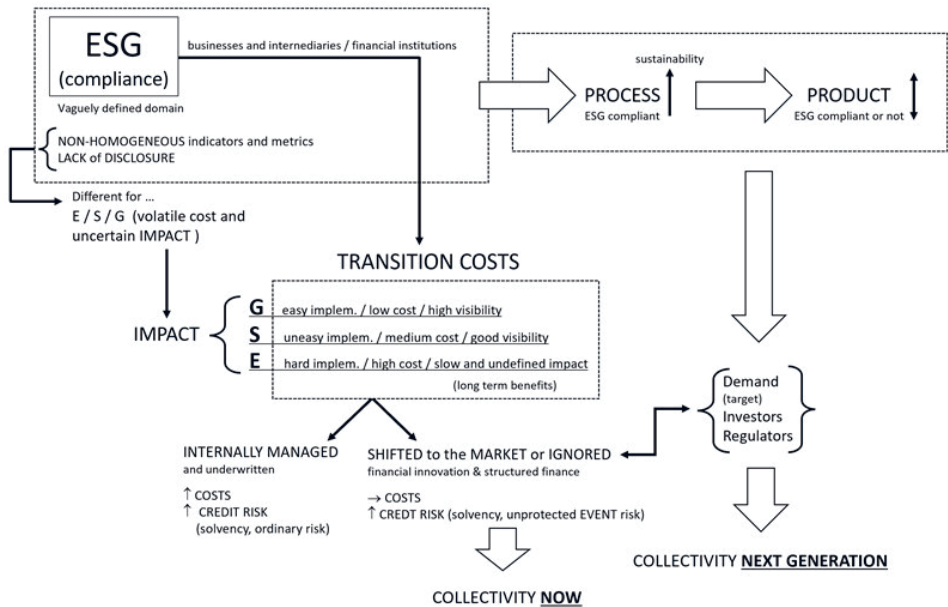 ESG
(compliance)
businesses and internediaries / financial institutions
Vaguely defined domain
NON-HOMOGENEOUS indicators and metrics
LACK of DISCLOSURE
sustainability
PROCESS
ESG compliant
PRODUCT
ESG compliant or not
Different for ...
E / S / G (volatile cost and
uncertain IMPACT )
TRANSITION COSTS
IMPACT
G easy implem. / low cost / high visibility
S uneasy implem. / medium cost / good visibility
E hard implem. / high cost / slow and undefined impact
(long term benefits)
Demand
(target)
Investors
Regulators
INTERNALLY MANAGED
and underwritten
↑ COSTS
↑ CREDIT RISK
(solvency, ordinary risk)
SHIFTED to the MARKET or IGNORED
financial innovation & structured finance
→ COSTS
↑ CREDT RISK (solvency, unprotected EVENT risk)
COLLECTIVITY NEXT GENERATION
COLLECTIVITY NOW